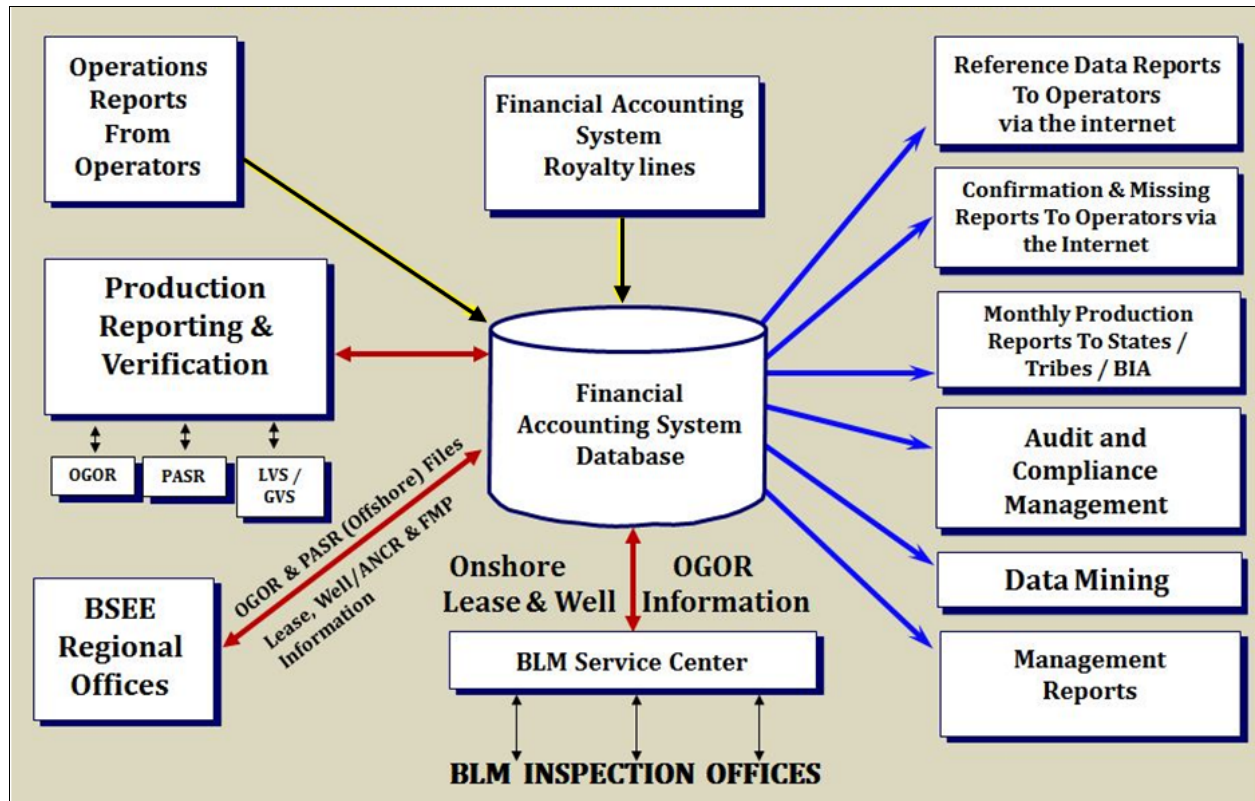 Operations
Reports
From
Operators
Financial Accounting
System
Royalty lines
Reference Data Reports
To Operators
via the internet
Confirmation & Missing
Reports To Operators via
the Internet
Production
Reporting &
Verification
Monthly Production
Reports To States /
Tribes / BIA
Financial
Accounting System
Database
OGOR
PASR
LVS /
GVS
Audit and
Compliance
Management
OGOR & PASR (Offshore) Files
Lease, Well/ANCR & FMP
Information
Onshore
Lease & Well
OGOR
Information
Data Mining
BSEE
Regional
Offices
BLM Service Center
Management
Reports
BLM INSPECTION OFFICES